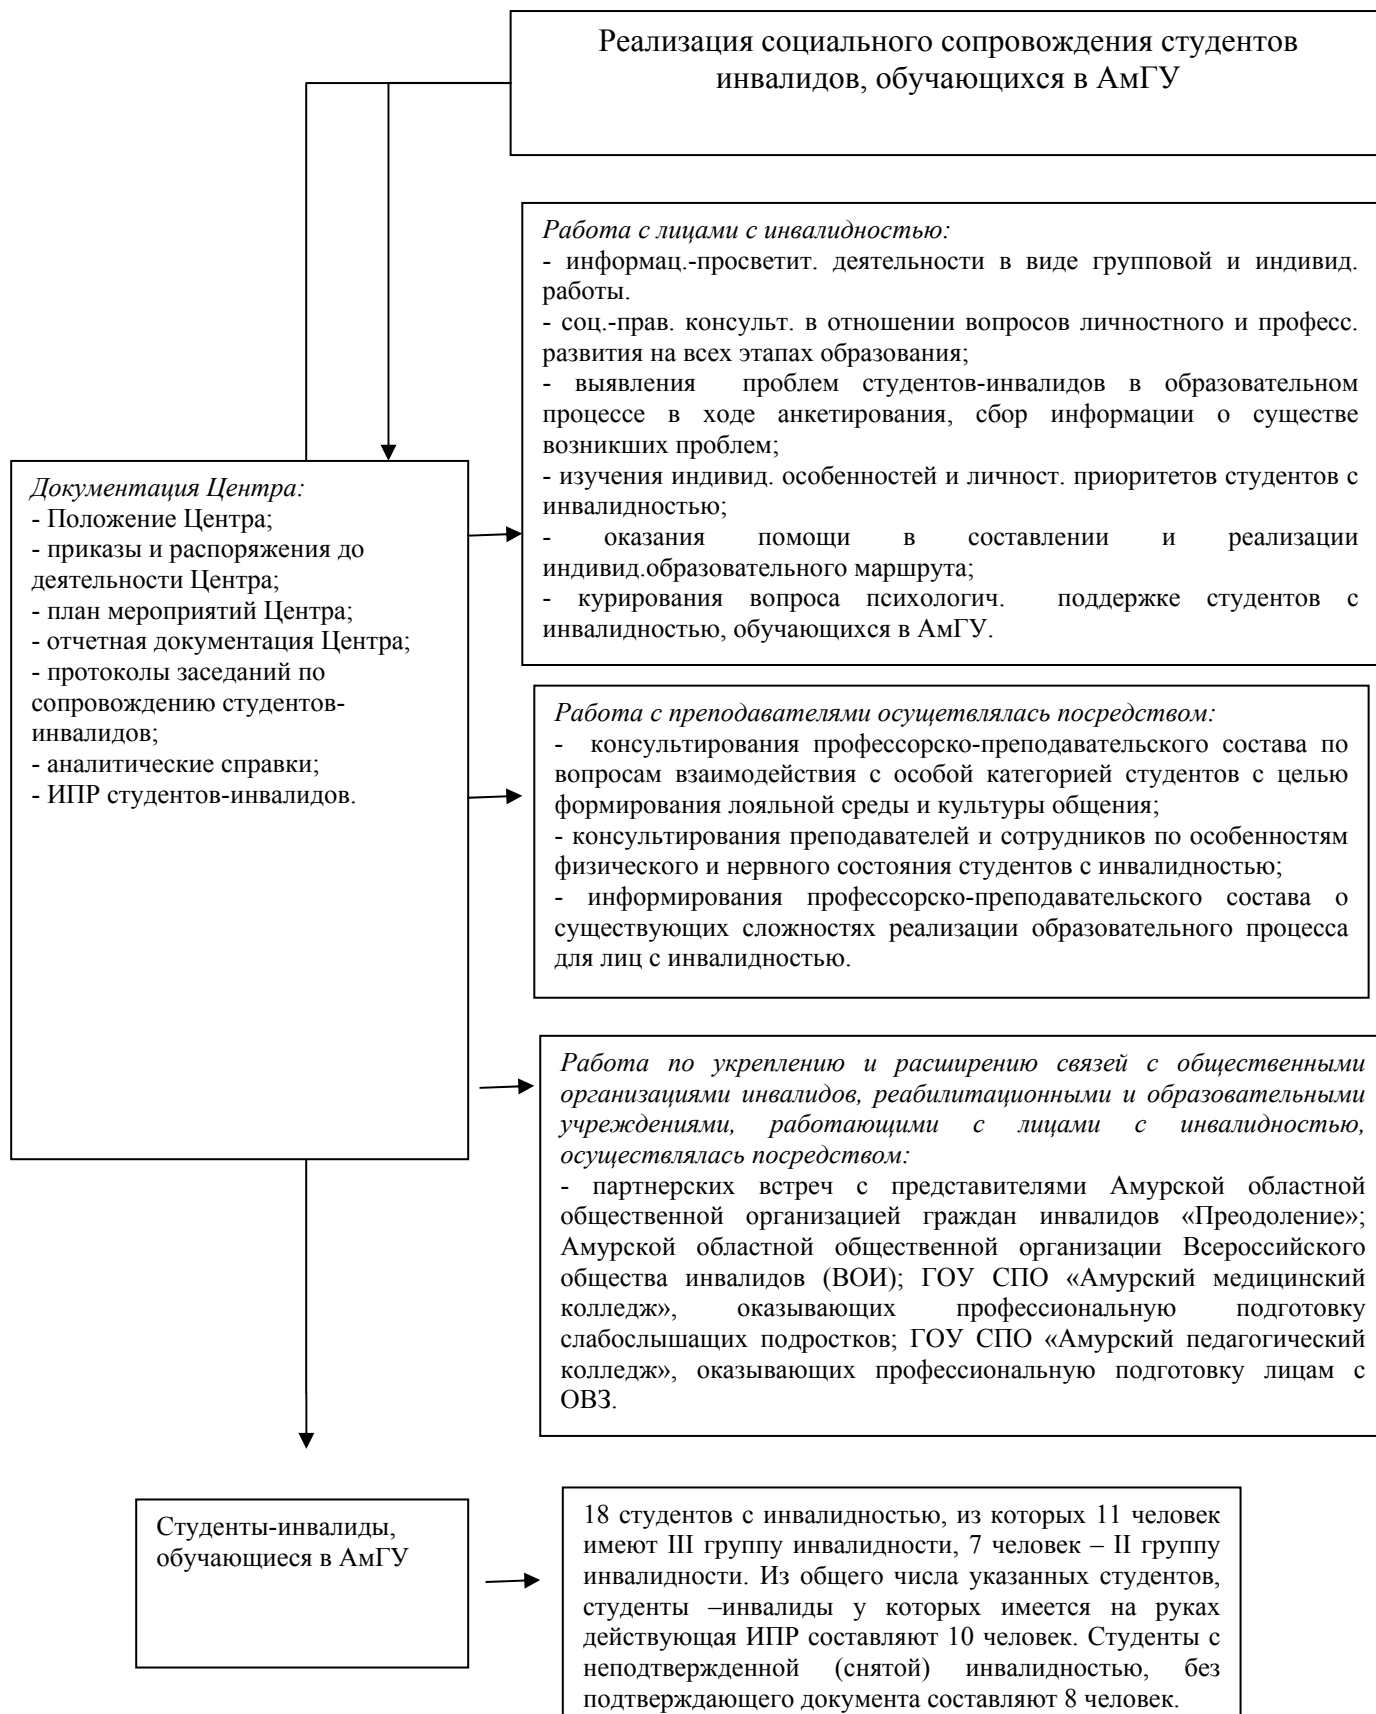 Реализация социального сопровождения студентов
инвалидов, обучающихся в АмГУ
Работа с лицами с инвалидностью:
- информац.-просветит. деятельности в виде групповой и индивид.
работы.
- соц.-прав. консульт. в отношении вопросов личностного и професс.
развития на всех этапах образования;
- выявления проблем студентов-инвалидов в образовательном
процессе в ходе анкетирования, сбор информации о существе
возникших проблем;
- изучения индивид. особенностей и личност. приоритетов студентов с
инвалидностью;
- оказания помощи в составлении и реализации
индивид.образовательного маршрута;
- курирования вопроса психологич. поддержке студентов с
инвалидностью, обучающихся в АмГУ.
Документация Центра:
- Положение Центра;
- приказы и распоряжения до
деятельности Центра;
- план мероприятий Центра;
- отчетная документация Центра;
- протоколы заседаний по
сопровождению студентов-
инвалидов;
- аналитические справки;
- ИПР студентов-инвалидов.
Работа с преподавателями осущетвлялась посредством:
- консультирования профессорско-преподавательского состава по
вопросам взаимодействия с особой категорией студентов с целью
формирования лояльной среды и культуры общения;
- консультирования преподавателей и сотрудников по особенностям
физического и нервного состояния студентов с инвалидностью;
- информирования профессорско-преподавательского состава о
существующих сложностях реализации образовательного процесса
для лиц с инвалидностью.
Работа по укреплению и расширению связей с общественными
организациями инвалидов, реабилитационными и образовательными
учреждениями, работающими с лицами с инвалидностью,
осуществлялась посредством:
- партнерских встреч с представителями Амурской областной
общественной организацией граждан инвалидов «Преодоление»;
Амурской областной общественной организации Всероссийского
общества инвалидов (ВОИ); ГОУ СПО «Амурский медицинский
колледж», оказывающих профессиональную подготовку
слабослышащих подростков; ГОУ СПО «Амурский педагогический
колледж», оказывающих профессиональную подготовку лицам с
ОВЗ.
Студенты-инвалиды,
обучающиеся в АмГУ
18 студентов с инвалидностью, из которых 11 человек
имеют III группу инвалидности, 7 человек – II группу
инвалидности. Из общего числа указанных студентов,
студенты –инвалиды у которых имеется на руках
действующая ИПР составляют 10 человек. Студенты с
неподтвержденной (снятой) инвалидностью, без
подтверждающего документа составляют 8 человек.